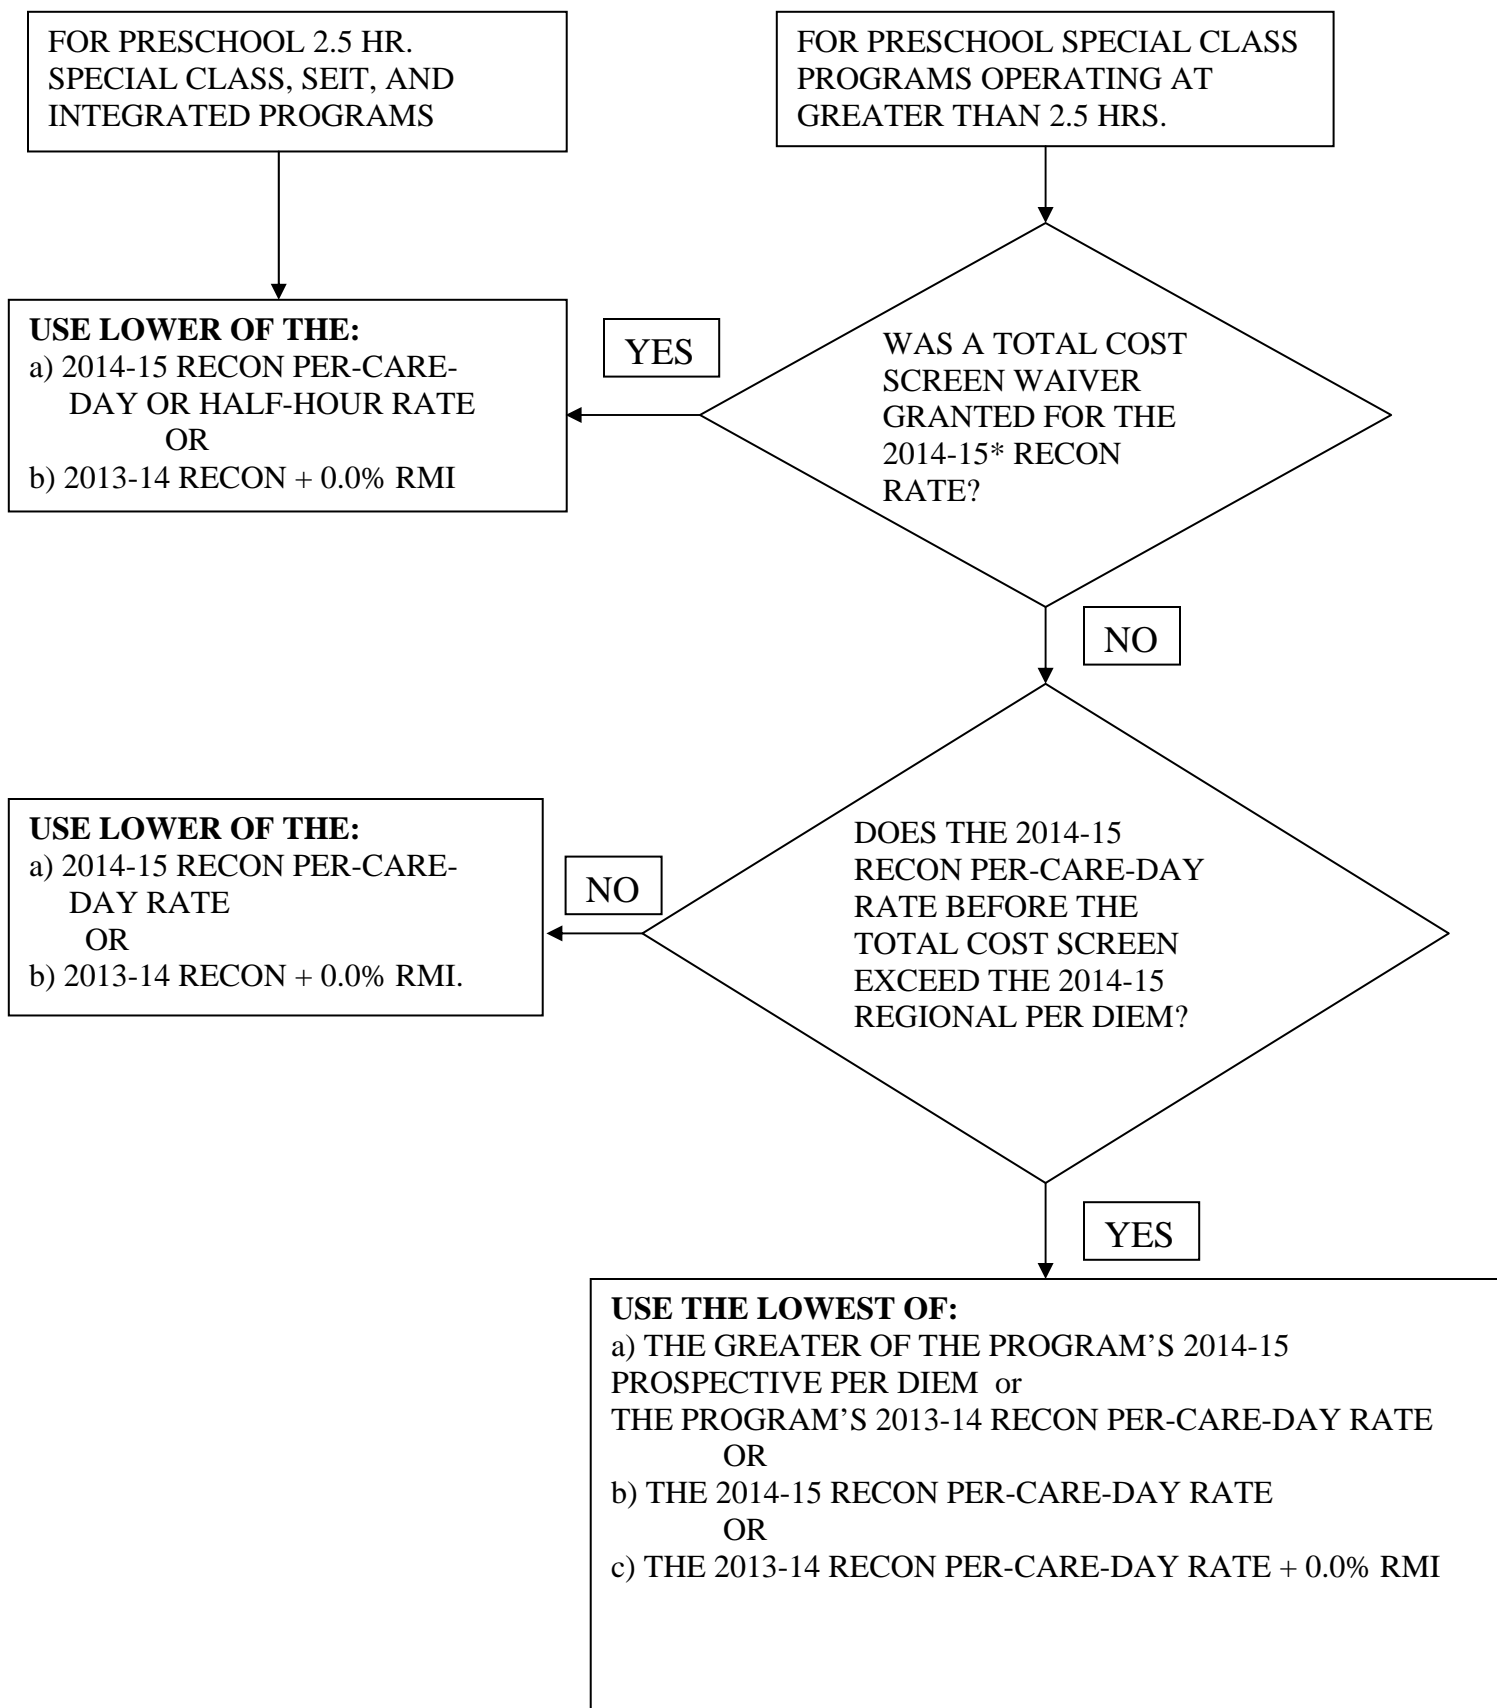 FOR PRESCHOOL 2.5 HR.
SPECIAL CLASS, SEIT, AND
INTEGRATED PROGRAMS
FOR PRESCHOOL SPECIAL CLASS
PROGRAMS OPERATING AT
GREATER THAN 2.5 HRS.
USE LOWER OF THE:
a) 2014-15 RECON PER-CARE-
DAY OR HALF-HOUR RATE
OR
b) 2013-14 RECON + 0.0% RMI
YES
WAS A TOTAL COST
SCREEN WAIVER
GRANTED FOR THE
2014-15* RECON
RATE?
NO
USE LOWER OF THE:
a) 2014-15 RECON PER-CARE-
DAY RATE
OR
b) 2013-14 RECON + 0.0% RMI.
NO
DOES THE 2014-15
RECON PER-CARE-DAY
RATE BEFORE THE
TOTAL COST SCREEN
EXCEED THE 2014-15
REGIONAL PER DIEM?
YES
USE THE LOWEST OF:
a) THE GREATER OF THE PROGRAM’S 2014-15
PROSPECTIVE PER DIEM or
THE PROGRAM’S 2013-14 RECON PER-CARE-DAY RATE
OR
b) THE 2014-15 RECON PER-CARE-DAY RATE
OR
c) THE 2013-14 RECON PER-CARE-DAY RATE + 0.0% RMI